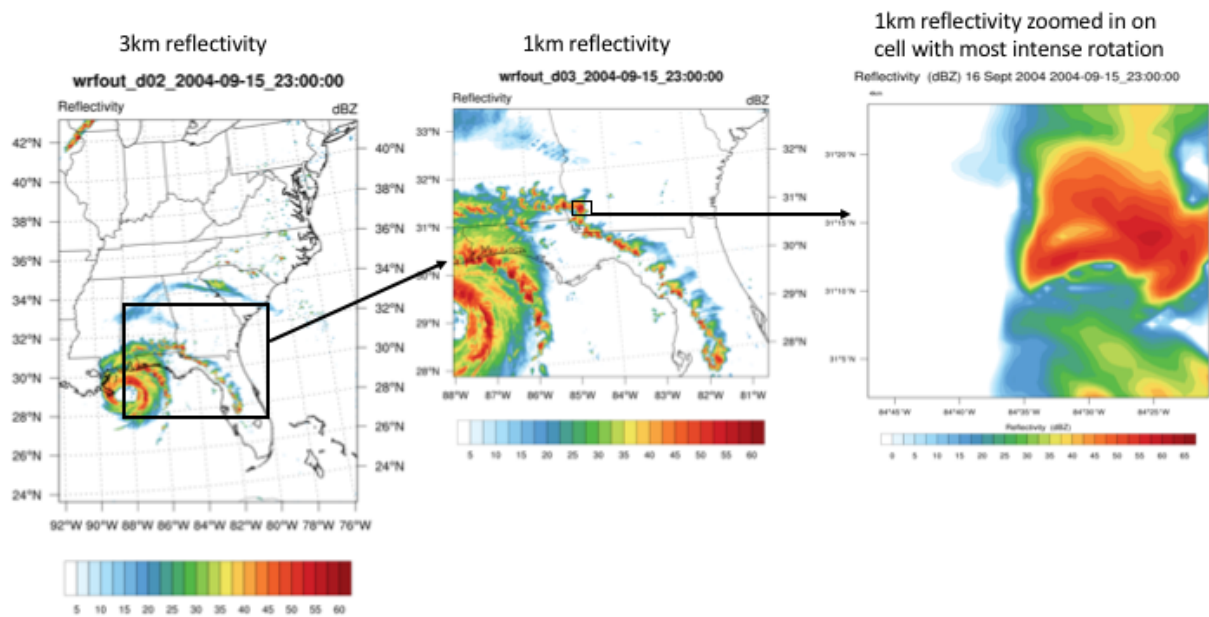 3km reflectivity
wrfout_d02_2004-09-15_23:00:00
Reflectivity dBZ
42°N
40°N
38°N
36°N
34°N
32°N
30°N
28°N
26°N
24°N
40°N
38°N
36°N
34°N
32°N
30°N
28°N
26°N
24°N
92°W 90°W 88°W 86°W 84°W 82°W 80°W 78°W 76°W
5 10 15 20 25 30 35 40 45 50 55 60
1km reflectivity
wrfout_d03_2004-09-15_23:00:00
Reflectivity dBZ
33°N
32°N
31°N
30°N
29°N
28°N
32°N
31°N
30°N
29°N
28°N
88°W 87°W 86°W 85°W 84°W 83°W 82°W 81°W
5 10 15 20 25 30 35 40 45 50 55 60
1km reflectivity zoomed in on
cell with most intense rotation
Reflectivity (dBZ) 16 Sept 2004 2004-09-15_23:00:00
31°20'N
31°15'N
31°10'N
31°5'N
84°45'W 84°40'W 84°35'W 84°30'W 84°25'W
Reflectivity (dBZ)
0 5 10 15 20 25 30 35 40 45 50 55 60 65